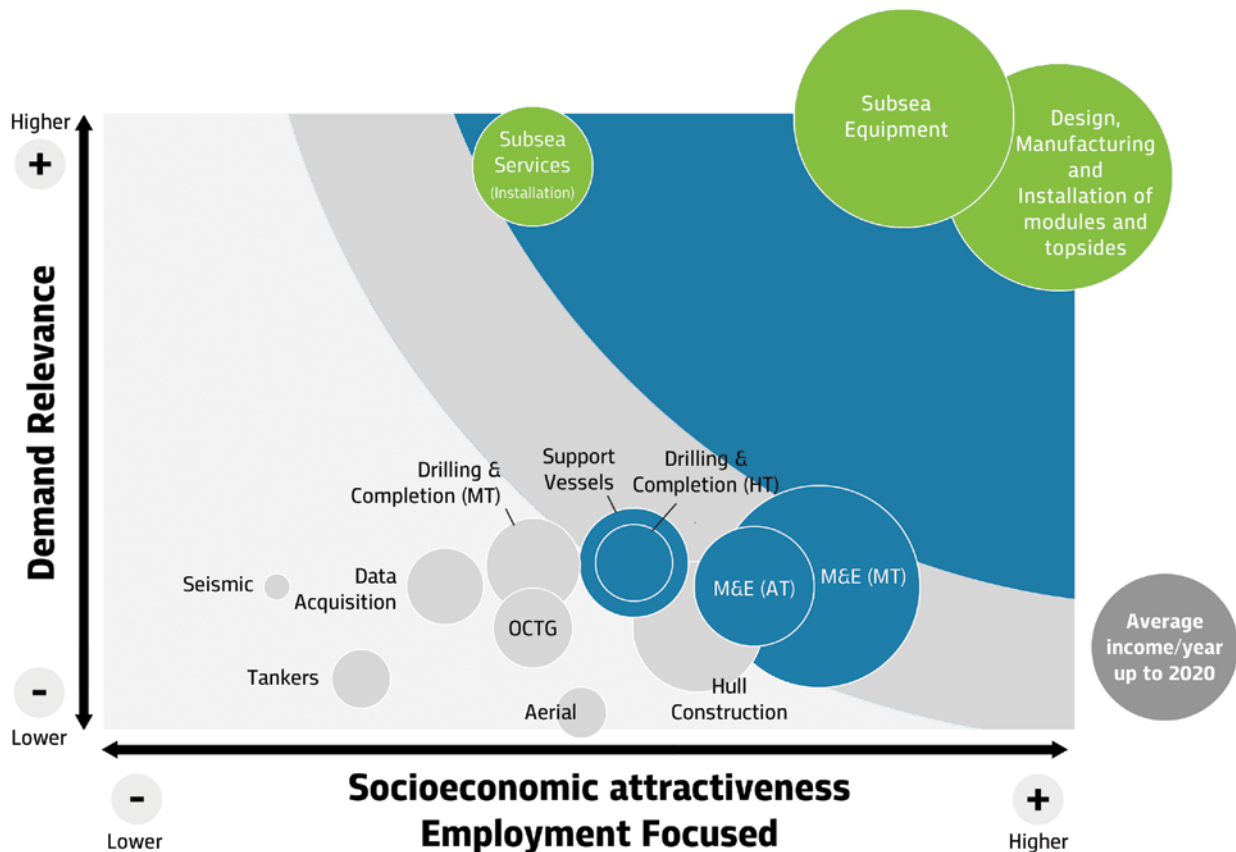 Higher
+
Demand Relevance
-
Lower
Subsea
Services
(Installation)
Subsea
Equipment
Design,
Manufacturing
and
Installation of
modules and
topsides
Drilling &
Completion (MT)
Support
Vessels
Drilling &
Completion (HT)
Seismic
Data
Acquisition
OCTG
M&E (AT)
M&E (MT)
Tankers
Aerial
Hull
Construction
Average
income/year
up to 2020
-
Lower
Socioeconomic attractiveness
Employment Focused
+
Higher